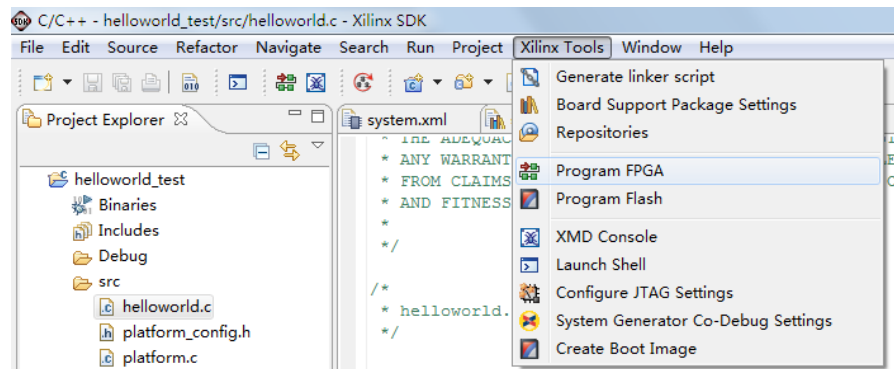 C/C++ - helloworld_test/src/helloworld.c - Xilinx SDK
File Edit Source Refactor Navigate Search Run Project Xilinx Tools Window Help
Generate linker script
Board Support Package Settings
Repositories
Program FPGA
Program Flash
XMD Console
Launch Shell
Configure JTAG Settings
System Generator Co-Debug Settings
Create Boot Image
Project Explorer
helloworld_test
Binaries
Includes
Debug
src
helloworld.c
platform_config.h
platform.c
system.xml
* THE ADEQUAC
* ANY WARRANT
* FROM CLAIMS
* AND FITNESS
*
*/
/*
* helloworld.
*/